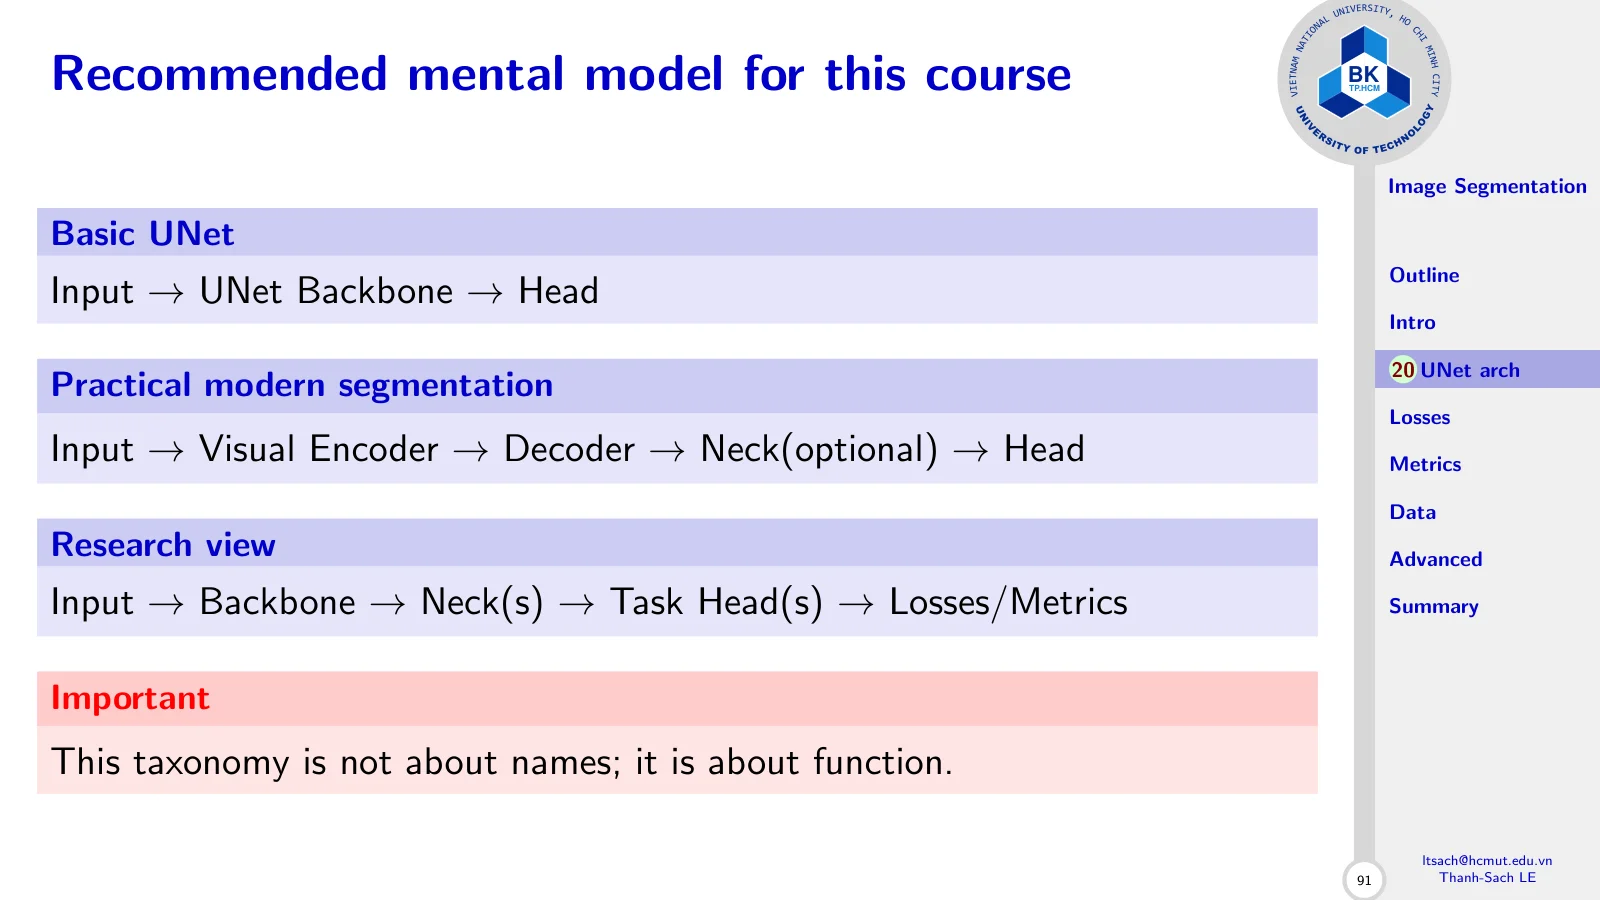 Recommended mental model for this course
Basic UNet
Input → UNet Backbone → Head
Practical modern segmentation
Input → Visual Encoder → Decoder → Neck(optional) → Head
Research view
Input → Backbone → Neck(s) → Task Head(s) → Losses/Metrics
Important
This taxonomy is not about names; it is about function.
VIETNAM NATIONAL UNIVERSITY, HO CHI MINH CITY
BK
TP.HCM
UNIVERSITY OF TECHNOLOGY
Image Segmentation
Outline
Intro
20 UNet arch
Losses
Metrics
Data
Advanced
Summary
ltsach@hcmut.edu.vn
Thanh-Sach LE
91